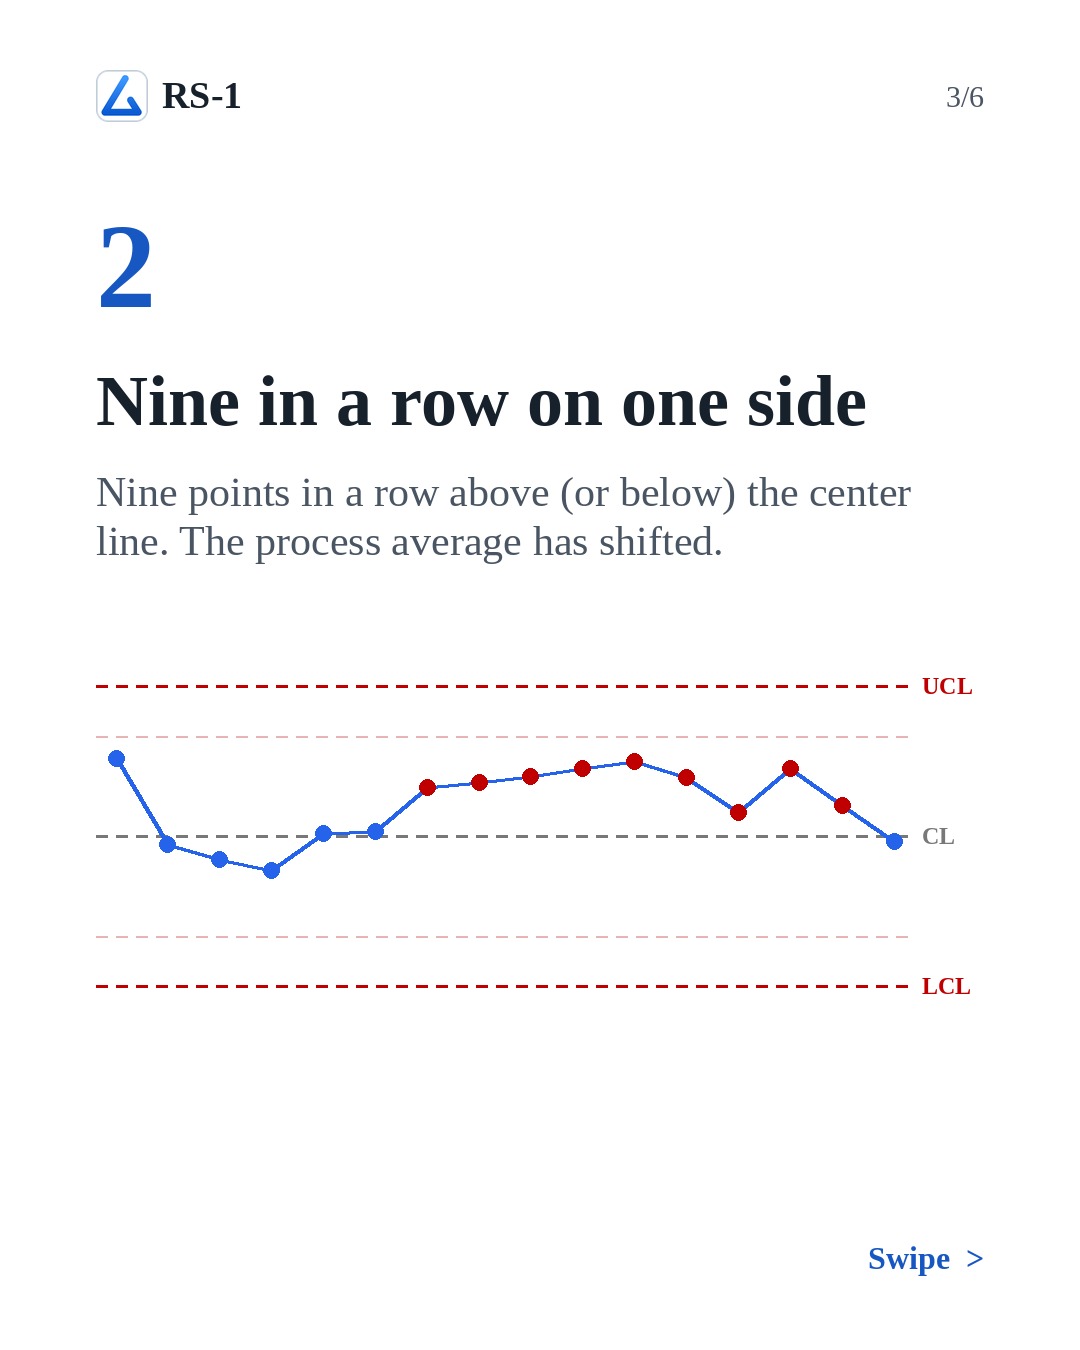 RS-1
3/6
2
Nine in a row on one side
Nine points in a row above (or below) the center
line. The process average has shifted.
UCL
CL
LCL
Swipe >